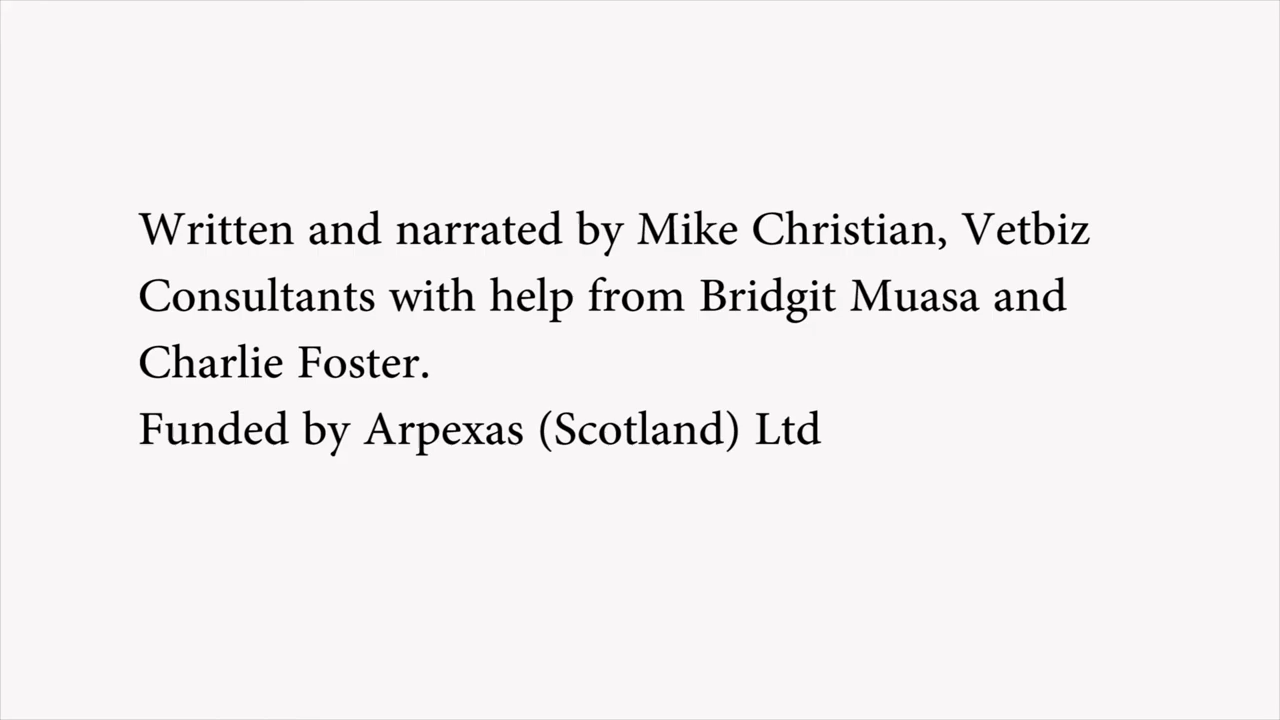 Written and narrated by Mike Christian, Vetbiz
Consultants with help from Bridgit Muasa and
Charlie Foster.
Funded by Arpexas (Scotland) Ltd